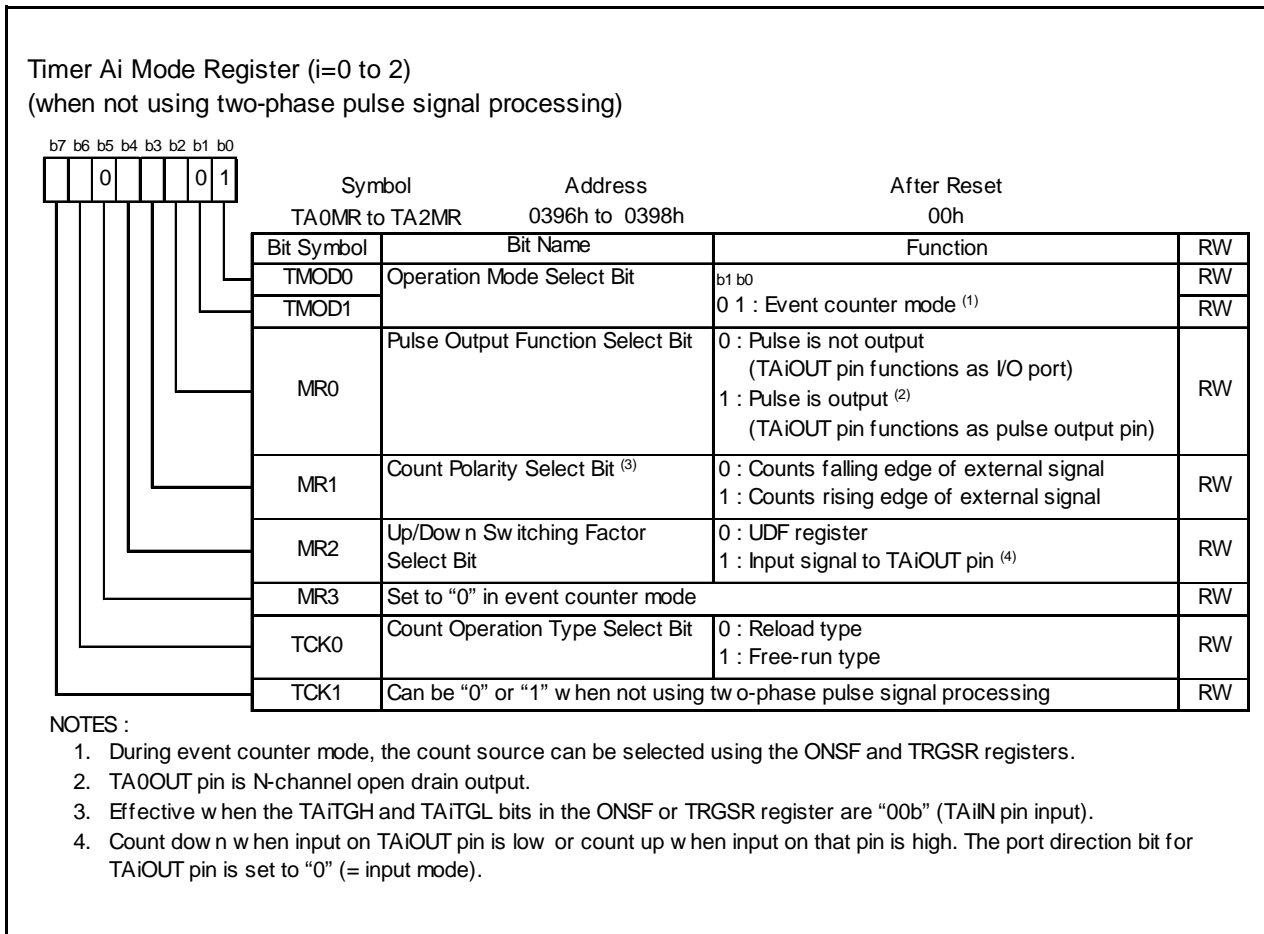 Timer Ai Mode Register (i=0 to 2)
(when not using two-phase pulse signal processing)
b7 b6 b5 b4 b3 b2 b1 b0
0 0 1
Symbol Address After Reset
TA0MR to TA2MR 0396h to 0398h 00h
Bit Symbol Bit Name Function RW
TMOD0 Operation Mode Select Bit b1 b0 RW
TMOD1 0 1 : Event counter mode (1) RW
Pulse Output Function Select Bit 0 : Pulse is not output
(TAiOUT pin functions as I/O port)
MR0 1 : Pulse is output (2) RW
(TAiOUT pin functions as pulse output pin)
Count Polarity Select Bit (3) 0 : Counts falling edge of external signal
MR1 1 : Counts rising edge of external signal RW
Up/Down Switching Factor 0 : UDF register
MR2 Select Bit 1 : Input signal to TAiOUT pin (4) RW
MR3 Set to “0” in event counter mode RW
Count Operation Type Select Bit 0 : Reload type
TCK0 1 : Free-run type RW
TCK1 Can be “0” or “1” when not using two-phase pulse signal processing RW
NOTES :
1. During event counter mode, the count source can be selected using the ONSF and TRGSR registers.
2. TA0OUT pin is N-channel open drain output.
3. Effective when the TAiTGH and TAiTGL bits in the ONSF or TRGSR register are “00b” (TAiIN pin input).
4. Count down when input on TAiOUT pin is low or count up when input on that pin is high. The port direction bit for
TAiOUT pin is set to “0” (= input mode).